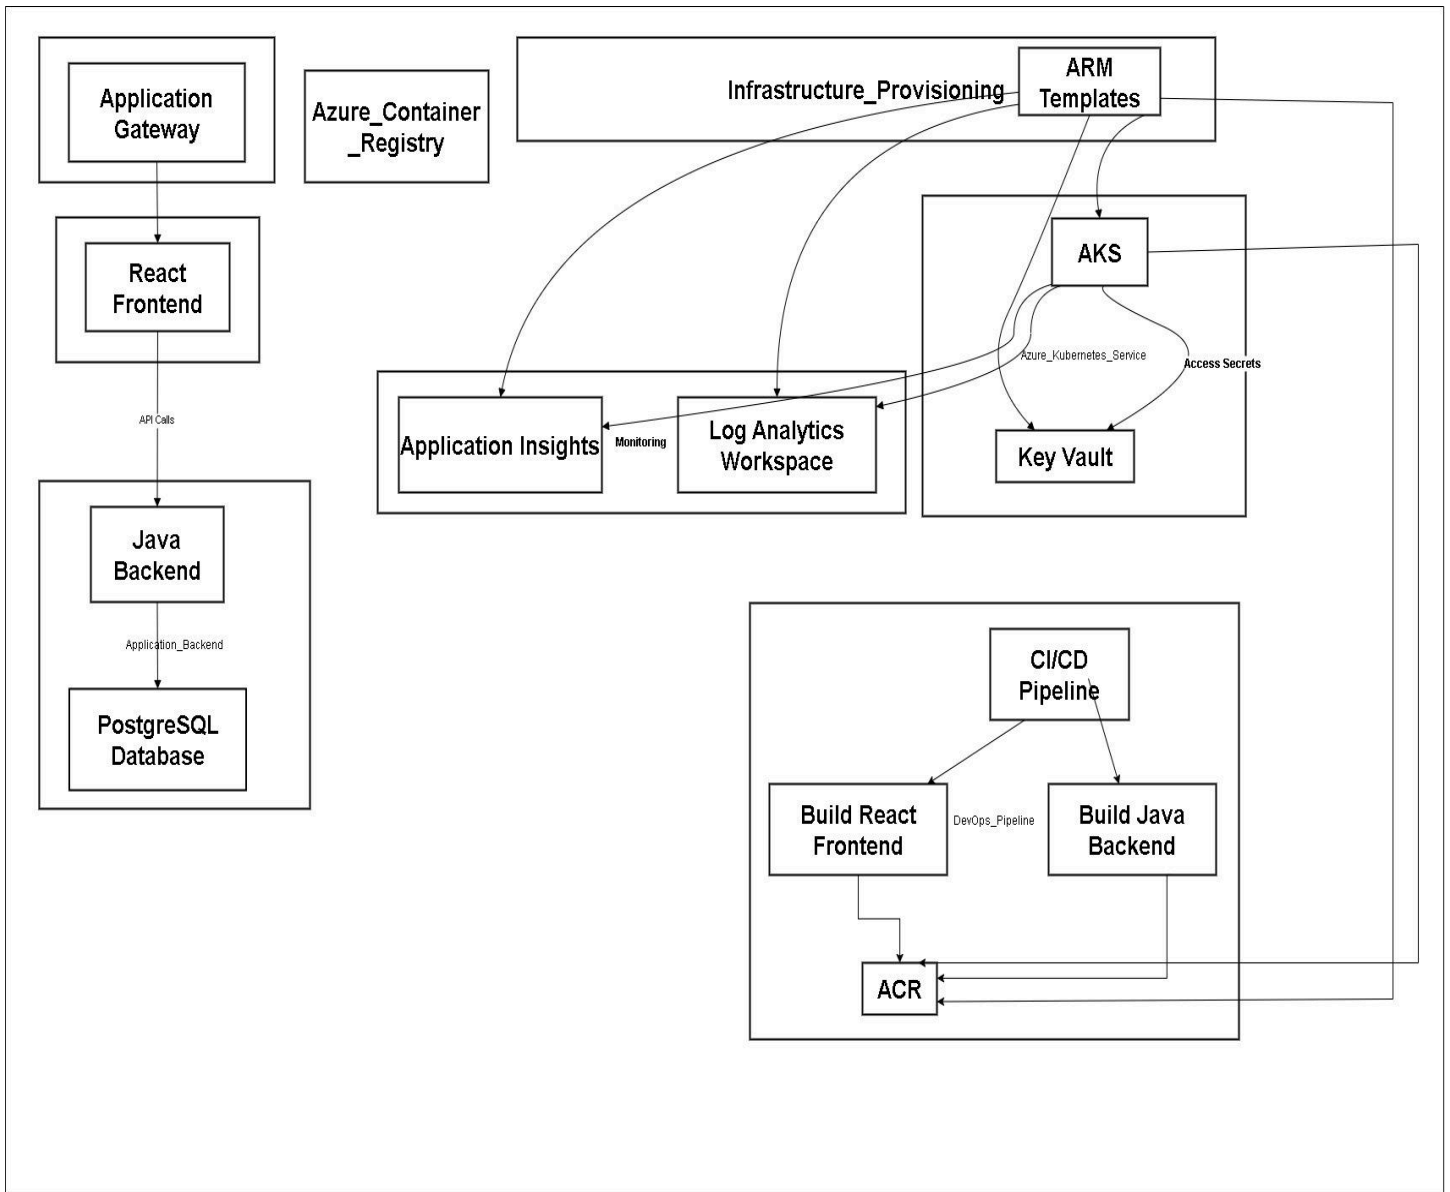 Application
Gateway
Azure_Container
_Registry
Infrastructure_Provisioning
ARM
Templates
React
Frontend
AKS
Azure_Kubernetes_Service
Access Secrets
API Calls
Application Insights
Monitoring
Log Analytics
Workspace
Key Vault
Java
Backend
Application_Backend
PostgreSQL
Database
CI/CD
Pipeline
Build React
Frontend
DevOps_Pipeline
Build Java
Backend
ACR